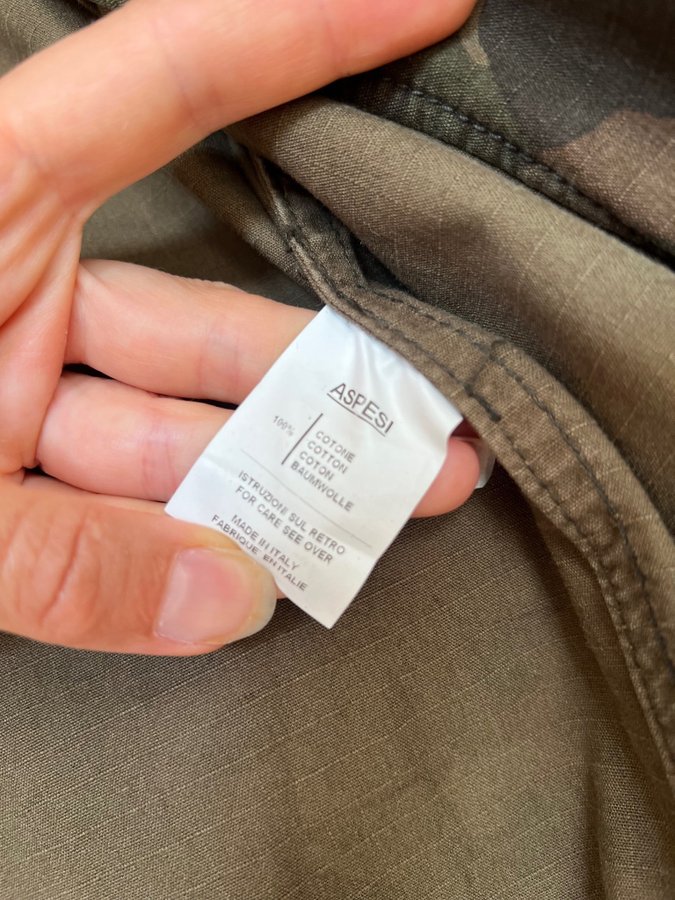 ASPESI
100%
COTONE
COTTON
COTON
BAUMWOLLE
ISTRUZIONI SUL RETRO
FOR CARE SEE OVER
MADE IN ITALY
FABRIQUE EN ITALIE